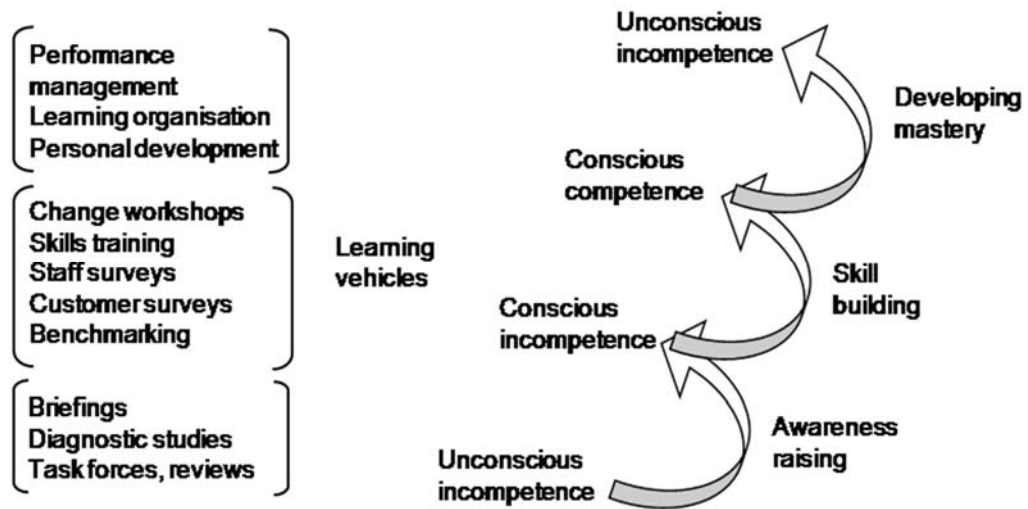 Performance
management
Learning organisation
Personal development
Change workshops
Skills training
Staff surveys
Customer surveys
Benchmarking
Briefings
Diagnostic studies
Task forces, reviews
Learning
vehicles
Unconscious
incompetence
Developing
mastery
Conscious
competence
Skill
building
Conscious
incompetence
Awareness
raising
Unconscious
incompetence